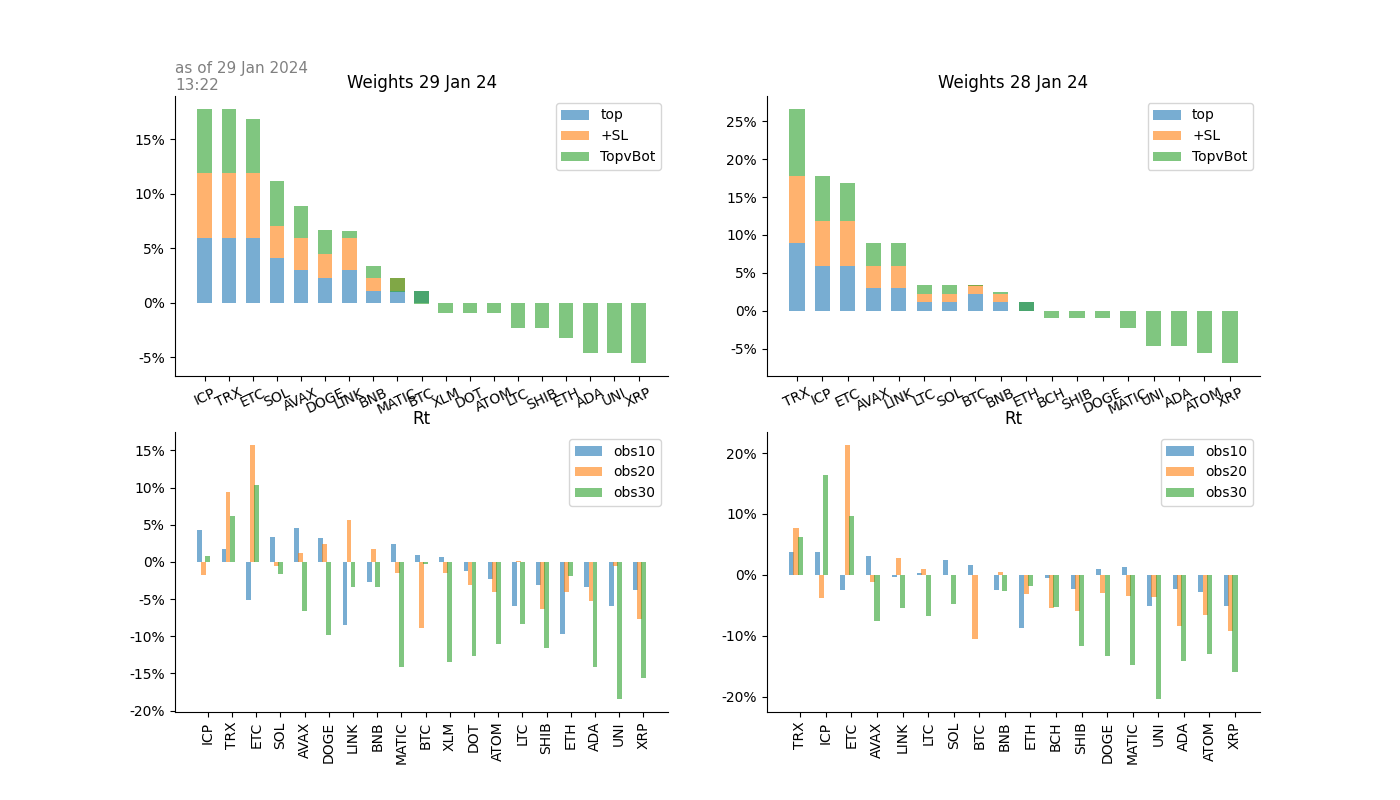 as of 29 Jan 2024
13:22
Weights 29 Jan 24
15%
10%
5%
0%
-5%
top
+SL
TopvBot
ICP TRX ETC SOL AVAX DOGE LINK BNB MATIC BTC XLM DOT ATOM LTC SHIB ETH ADA UNI XRP
Weights 28 Jan 24
25%
20%
15%
10%
5%
0%
-5%
top
+SL
TopvBot
TRX ICP ETC AVAX LINK LTC SOL BTC BNB ETH BCH SHIB DOGE MATIC UNI ADA ATOM XRP
Rt
15%
10%
5%
0%
-5%
-10%
-15%
-20%
obs10
obs20
obs30
ICP TRX ETC SOL AVAX DOGE LINK BNB MATIC BTC XLM DOT ATOM LTC SHIB ETH ADA UNI XRP
Rt
20%
10%
0%
-10%
-20%
obs10
obs20
obs30
TRX ICP ETC AVAX LINK LTC SOL BTC BNB ETH BCH SHIB DOGE MATIC UNI ADA ATOM XRP